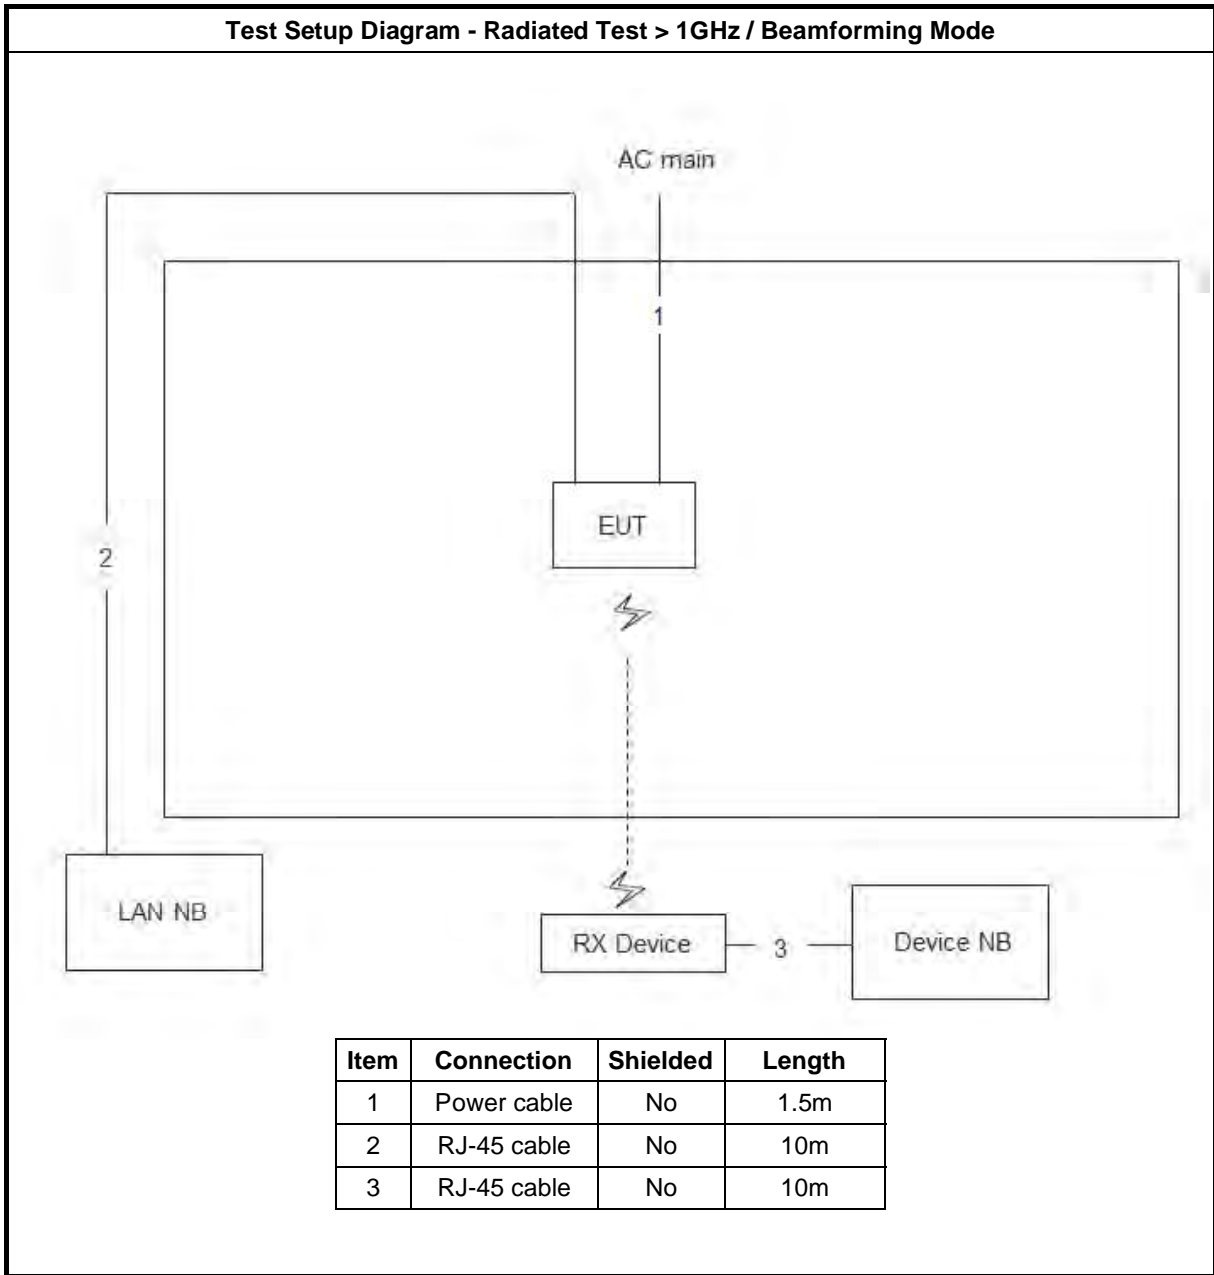 Test Setup Diagram - Radiated Test > 1GHz / Beamforming Mode
AC main
1
EUT
2
LAN NB
RX Device
3
Device NB
Item Connection Shielded Length
1 Power cable No 1.5m
2 RJ-45 cable No 10m
3 RJ-45 cable No 10m